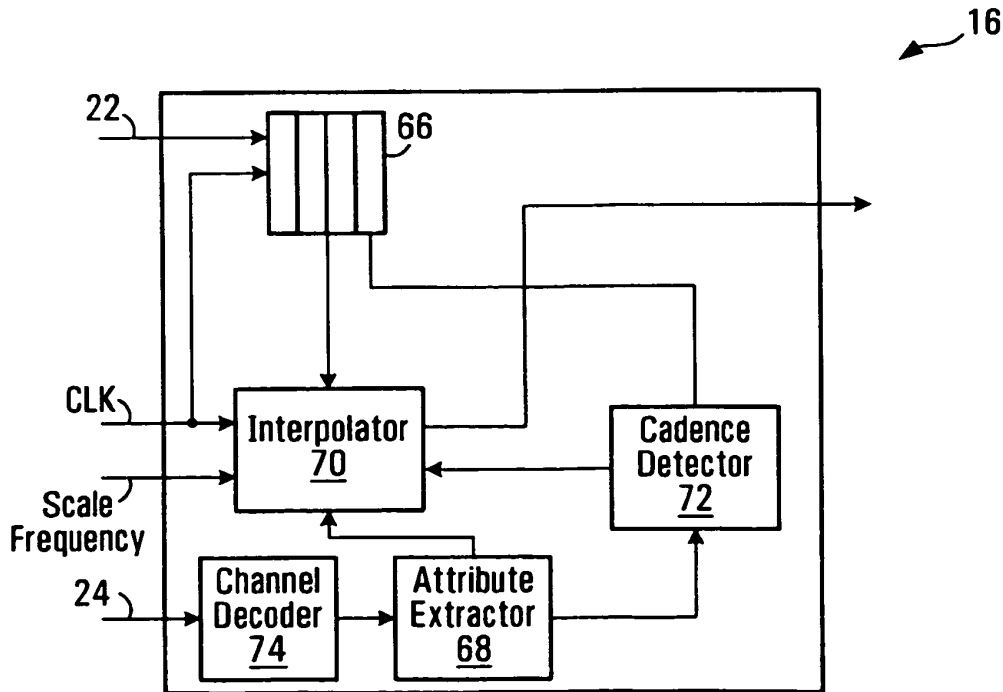 16
22
66
CLK
Interpolator
70
Cadence
Detector
72
Scale
Frequency
24
Channel
Decoder
74
Attribute
Extractor
68